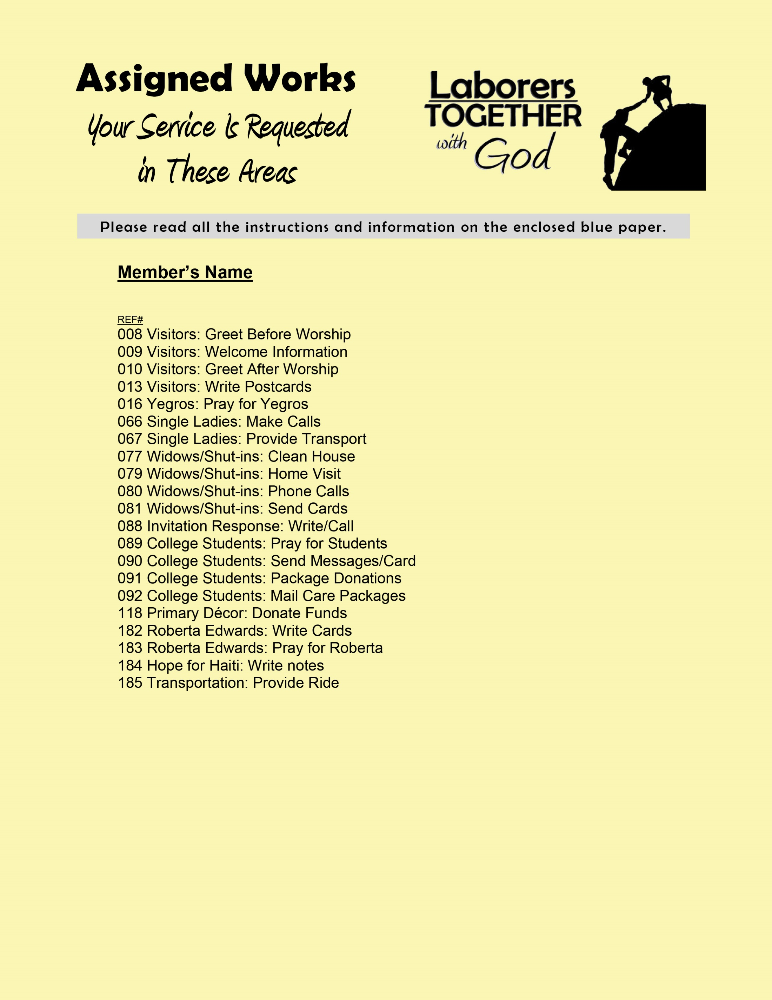 Assigned Works
Your Service Is Requested
in These Areas
Laborers
TOGETHER
with God
Please read all the instructions and information on the enclosed blue paper.
Member’s Name
REF#
008 Visitors: Greet Before Worship
009 Visitors: Welcome Information
010 Visitors: Greet After Worship
013 Visitors: Write Postcards
016 Yegros: Pray for Yegros
066 Single Ladies: Make Calls
067 Single Ladies: Provide Transport
077 Widows/Shut-ins: Clean House
079 Widows/Shut-ins: Home Visit
080 Widows/Shut-ins: Phone Calls
081 Widows/Shut-ins: Send Cards
088 Invitation Response: Write/Call
089 College Students: Pray for Students
090 College Students: Send Messages/Card
091 College Students: Package Donations
092 College Students: Mail Care Packages
118 Primary Décor: Donate Funds
182 Roberta Edwards: Write Cards
183 Roberta Edwards: Pray for Roberta
184 Hope for Haiti: Write notes
185 Transportation: Provide Ride